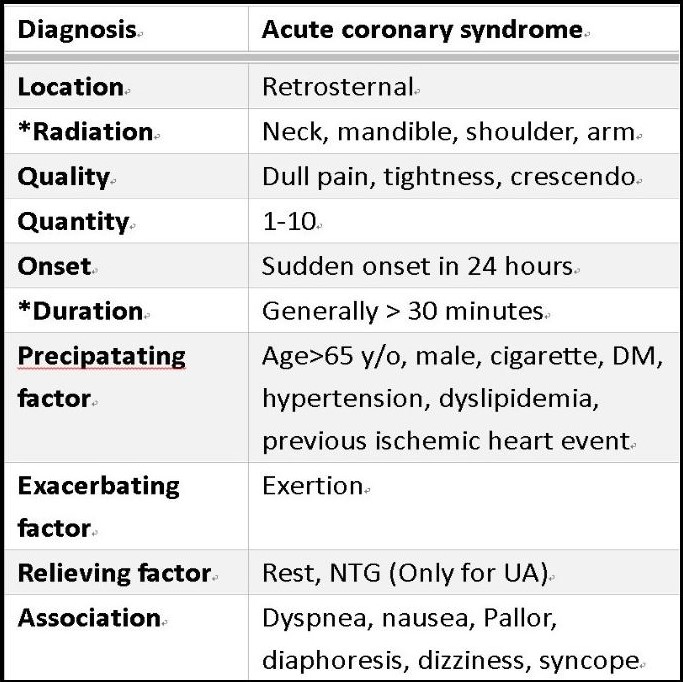 Diagnosis Acute coronary syndrome
Location Retrosternal
*Radiation Neck, mandible, shoulder, arm
Quality Dull pain, tightness, crescendo
Quantity 1-10
Onset Sudden onset in 24 hours
*Duration Generally > 30 minutes
Precipatating Age>65 y/o, male, cigarette, DM,
factor hypertension, dyslipidemia,
previous ischemic heart event
Exacerbating Exertion
factor
Relieving factor Rest, NTG (Only for UA)
Association Dyspnea, nausea, Pallor,
diaphoresis, dizziness, syncope